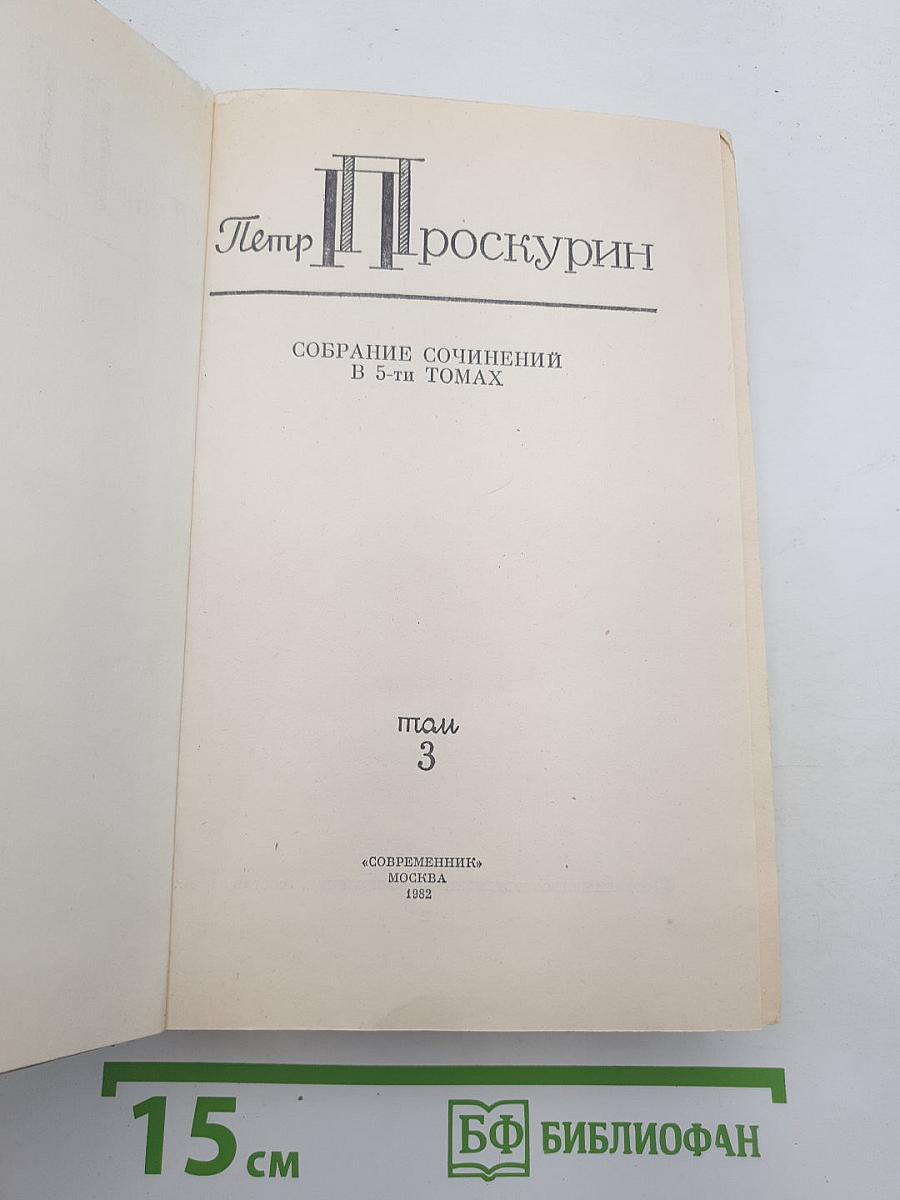 Петр Проскурин
СОБРАНИЕ СОЧИНЕНИЙ
В 5-ти ТОМАХ
том
3
«СОВРЕМЕННИК»
МОСКВА
1982
15 см
БФ БИБЛИОФАН